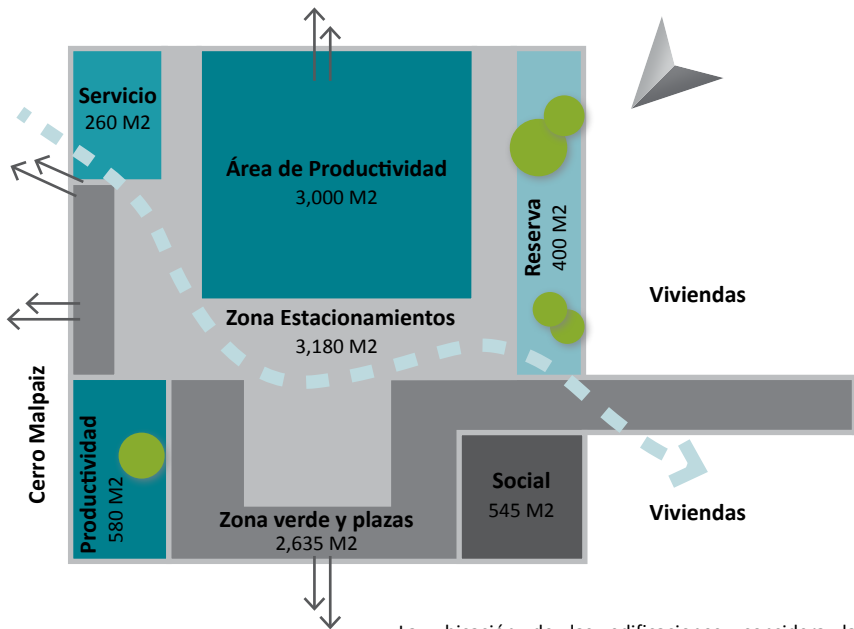 Servicio
260 M2
Área de Productividad
3,000 M2
Reserva
400 M2
Viviendas
Zona Estacionamientos
3,180 M2
Cerro Malpaiz
Productividad
580 M2
Zona verde y plazas
2,635 M2
Social
545 M2
Viviendas